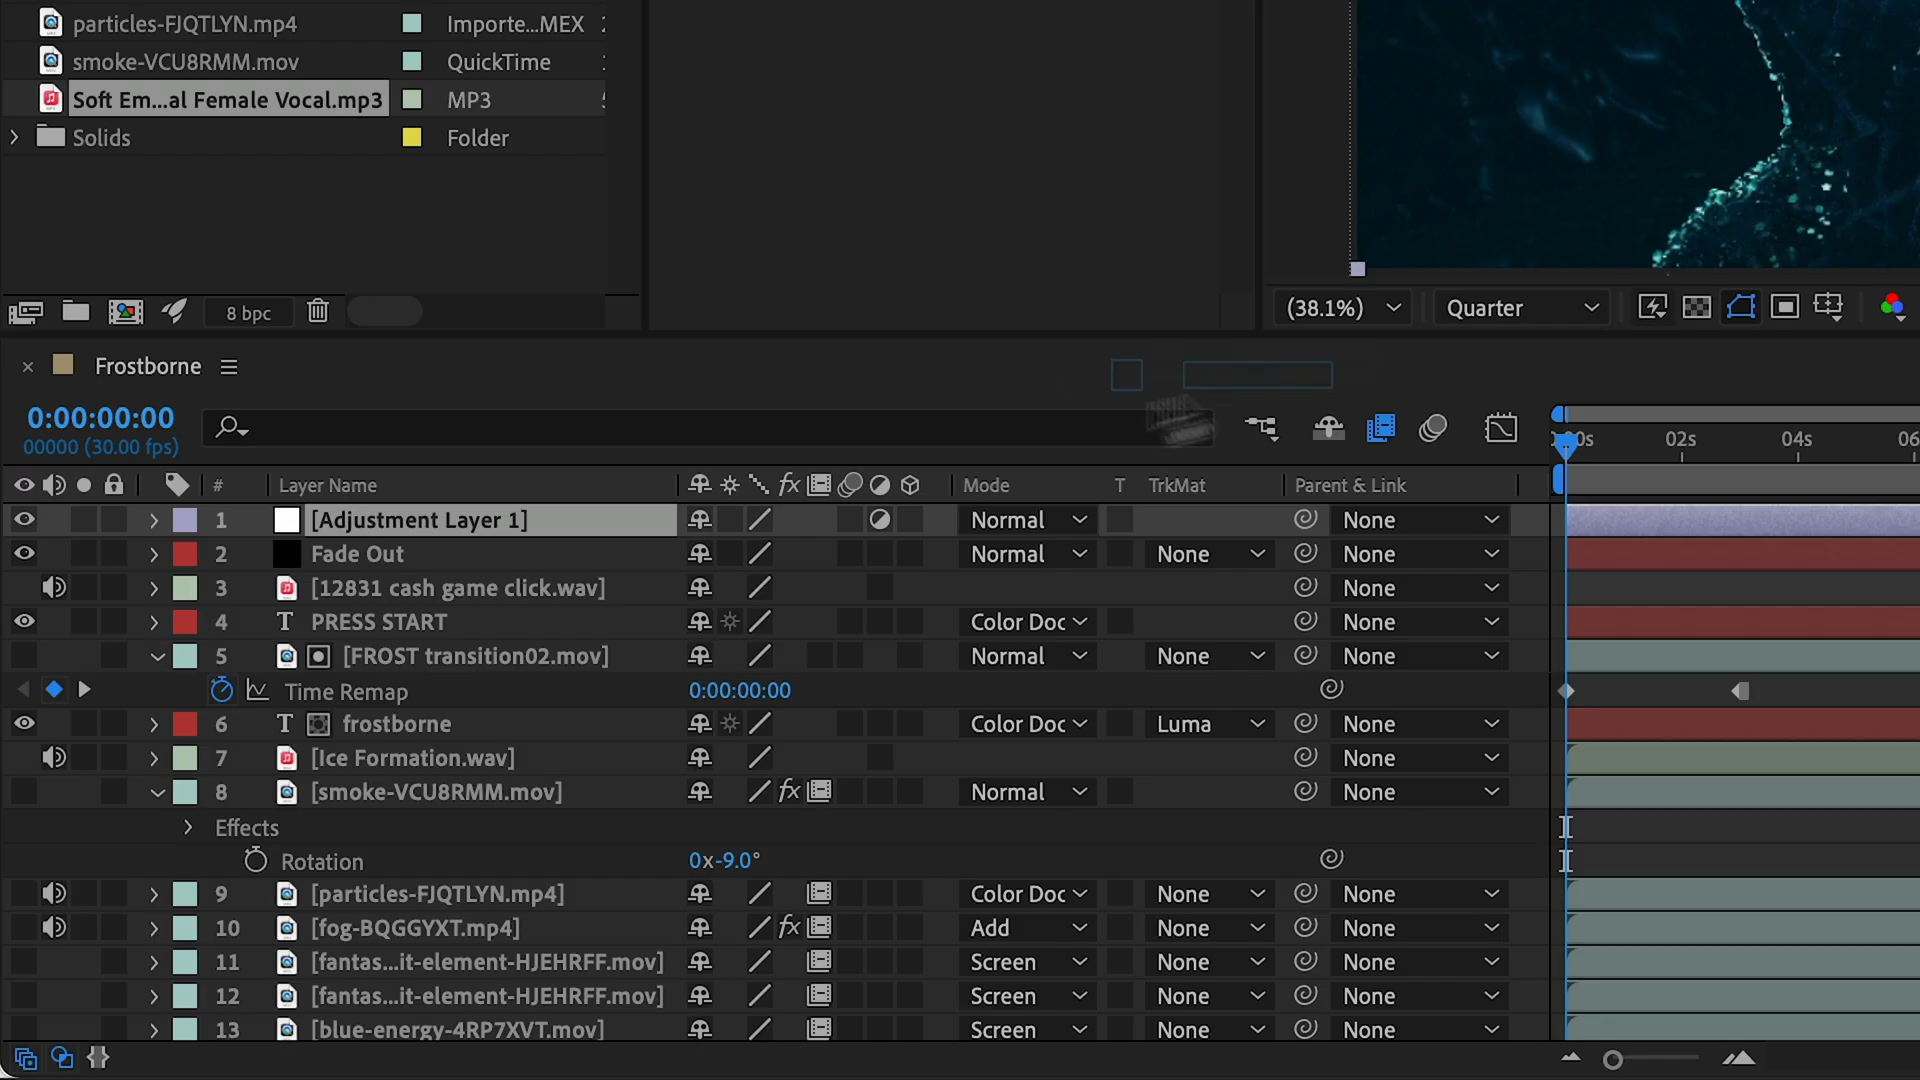 particles-FJQTLYN.mp4 Importe...MEX
smoke-VCU8RMM.mov QuickTime
Soft Em...al Female Vocal.mp3 MP3
Solids Folder
8 bpc
(38.1%) Quarter
Frostborne
0:00:00:00
00000 (30.00 fps)
02s 04s
# Layer Name fx Mode T TrkMat Parent & Link
1 [Adjustment Layer 1] Normal None
2 Fade Out Normal None None
3 [12831 cash game click.wav] None
4 T PRESS START Color Doc None
5 [FROST transition02.mov] Normal None None
Time Remap 0:00:00:00
6 T frostborne Color Doc Luma None
7 [Ice Formation.wav] None
8 [smoke-VCU8RMM.mov] fx Normal None
Effects
Rotation 0x-9.0°
9 [particles-FJQTLYN.mp4] Color Doc None None
10 [fog-BQGGYXT.mp4] fx Add None None
11 [fantas...it-element-HJEHRFF.mov] Screen None None
12 [fantas...it-element-HJEHRFF.mov] Screen None None
13 [blue-energy-4RP7XVT.mov] Screen None None